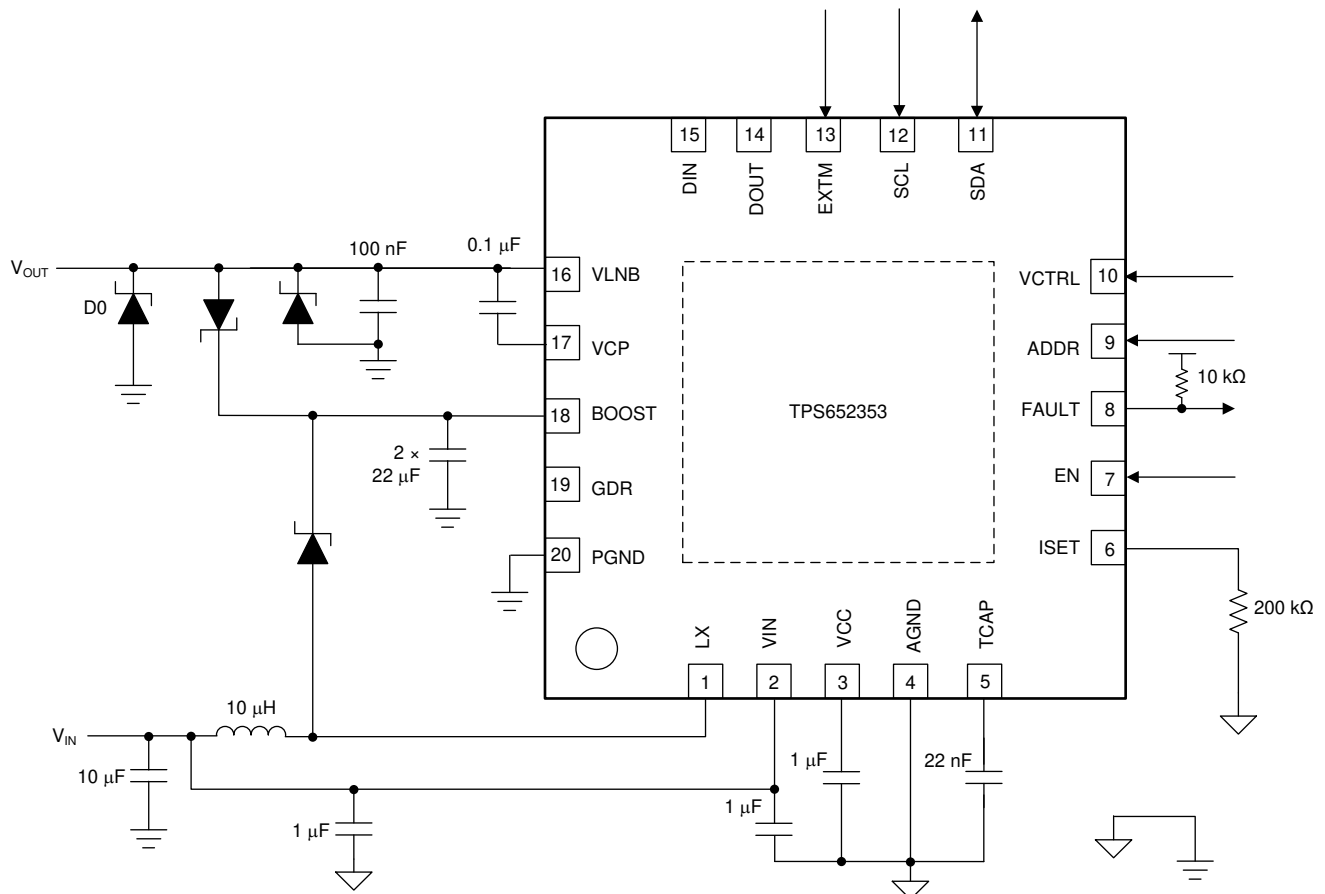 15
14
13
12
11
DIN
DOUT
EXTM
SCL
SDA
100 nF
0.1 μF
V_OUT
16
VLNB
D0
17
VCP
18
BOOST
2 ×
22 μF
19
GDR
20
PGND
TPS652353
VCTRL
10
ADDR
9
10 kΩ
FAULT
8
EN
7
ISET
6
200 kΩ
LX
VIN
VCC
AGND
TCAP
1
2
3
4
5
10 μH
V_IN
10 μF
1 μF
1 μF
1 μF
22 nF